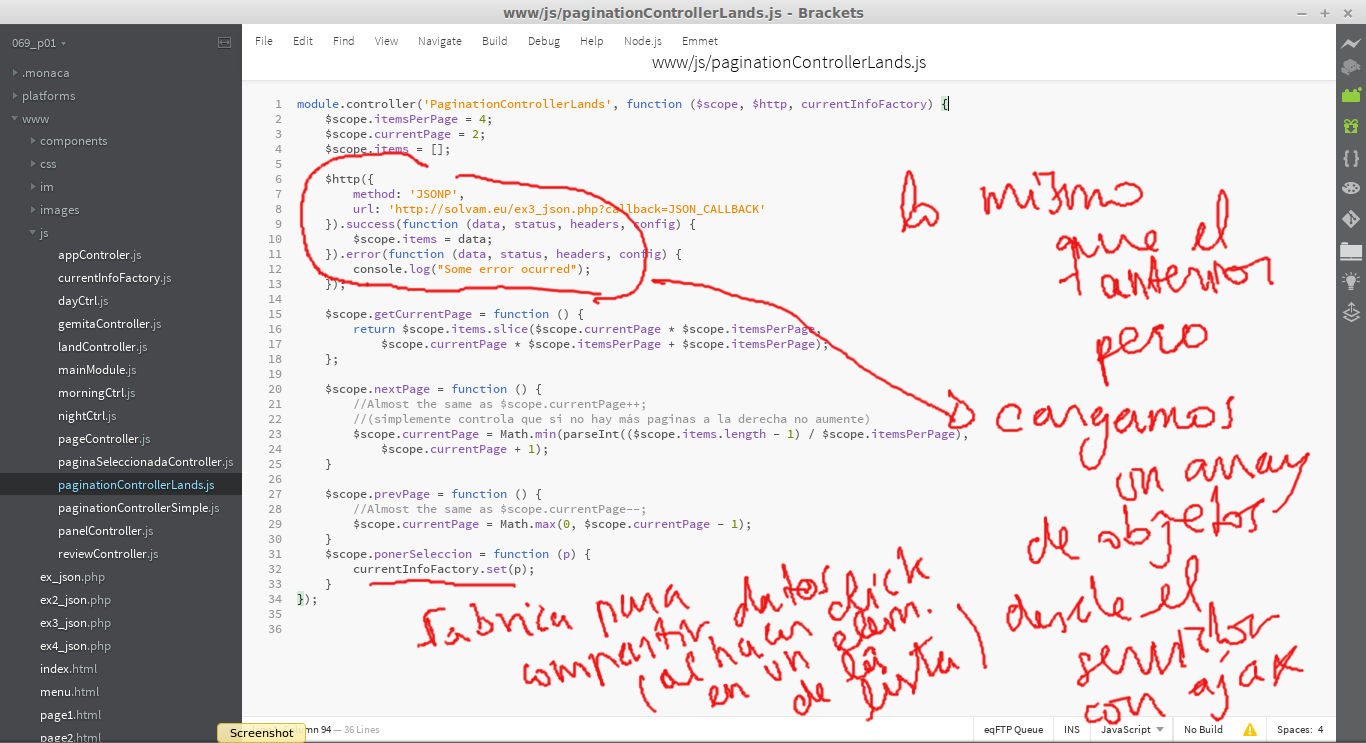 www/js/paginationControllerLands.js - Brackets
069_p01
.monaca
platforms
www
components
css
im
images
js
appControler.js
currentInfoFactory.js
dayCtrl.js
gemitaController.js
landController.js
mainModule.js
morningCtrl.js
nightCtrl.js
pageController.js
paginaSeleccionadaController.js
paginationControllerLands.js
paginationControllerSimple.js
panelController.js
reviewController.js
ex_json.php
ex2_json.php
ex3_json.php
ex4_json.php
index.html
menu.html
page1.html
page2.html
File Edit Find View Navigate Build Debug Help Node.js Emmet
www/js/paginationControllerLands.js
1 module.controller('PaginationControllerLands', function ($scope, $http, currentInfoFactory) {
2 $scope.itemsPerPage = 4;
3 $scope.currentPage = 2;
4 $scope.items = [];
5
6 $http({
7 method: 'JSONP',
8 url: 'http://solvam.eu/ex3_json.php?callback=JSON_CALLBACK'
9 }).success(function (data, status, headers, config) {
10 $scope.items = data;
11 }).error(function (data, status, headers, config) {
12 console.log("Some error ocurred");
13 });
14
15 $scope.getCurrentPage = function () {
16 return $scope.items.slice($scope.currentPage * $scope.itemsPerPage,
17 $scope.currentPage * $scope.itemsPerPage + $scope.itemsPerPage);
18 };
19
20 $scope.nextPage = function () {
21 //Almost the same as $scope.currentPage++;
22 //(simplemente controla que si no hay más paginas a la derecha no aumente)
23 $scope.currentPage = Math.min(parseInt(($scope.items.length - 1) / $scope.itemsPerPage),
24 $scope.currentPage + 1);
25 }
26
27 $scope.prevPage = function () {
28 //Almost the same as $scope.currentPage--;
29 $scope.currentPage = Math.max(0, $scope.currentPage - 1);
30 }
31 $scope.ponerSeleccion = function (p) {
32 currentInfoFactory.set(p);
33 }
34 });
35
36
lo mismo
que el
anterior
pero
cargamos
un array
de objetos
desde el
servidor
con ajax
Fabrica para
compartir datos
(al hacer click
en un elem.
de la
lista)
Screenshot
umn 94 — 36 Lines
eqFTP Queue INS JavaScript No Build Spaces: 4